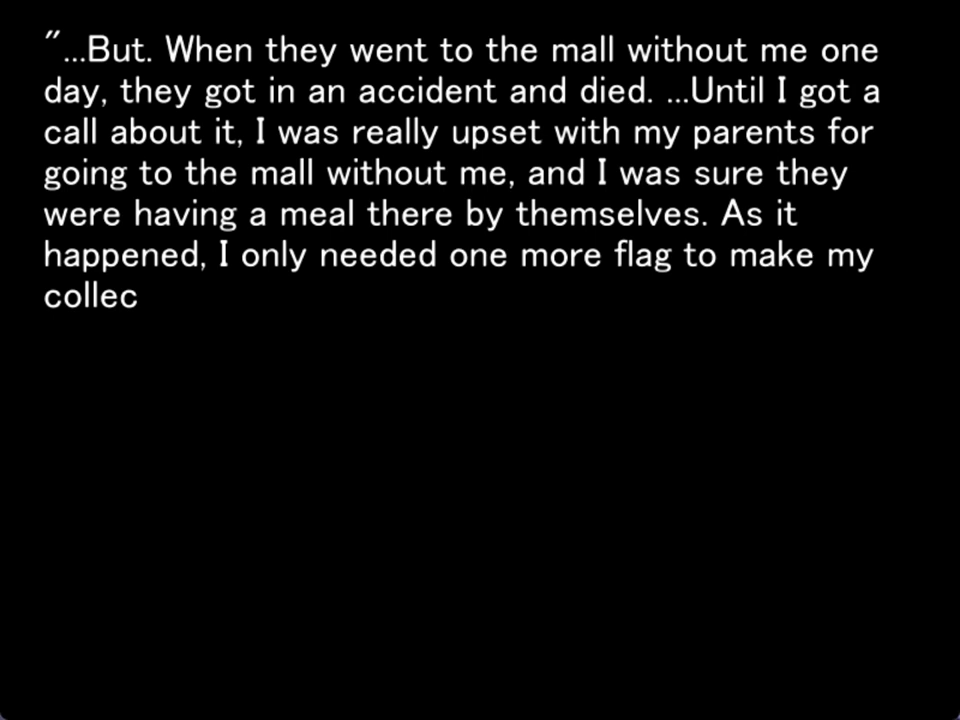 "...But. When they went to the mall without me one
day, they got in an accident and died. ...Until I got a
call about it, I was really upset with my parents for
going to the mall without me, and I was sure they
were having a meal there by themselves. As it
happened, I only needed one more flag to make my
collec